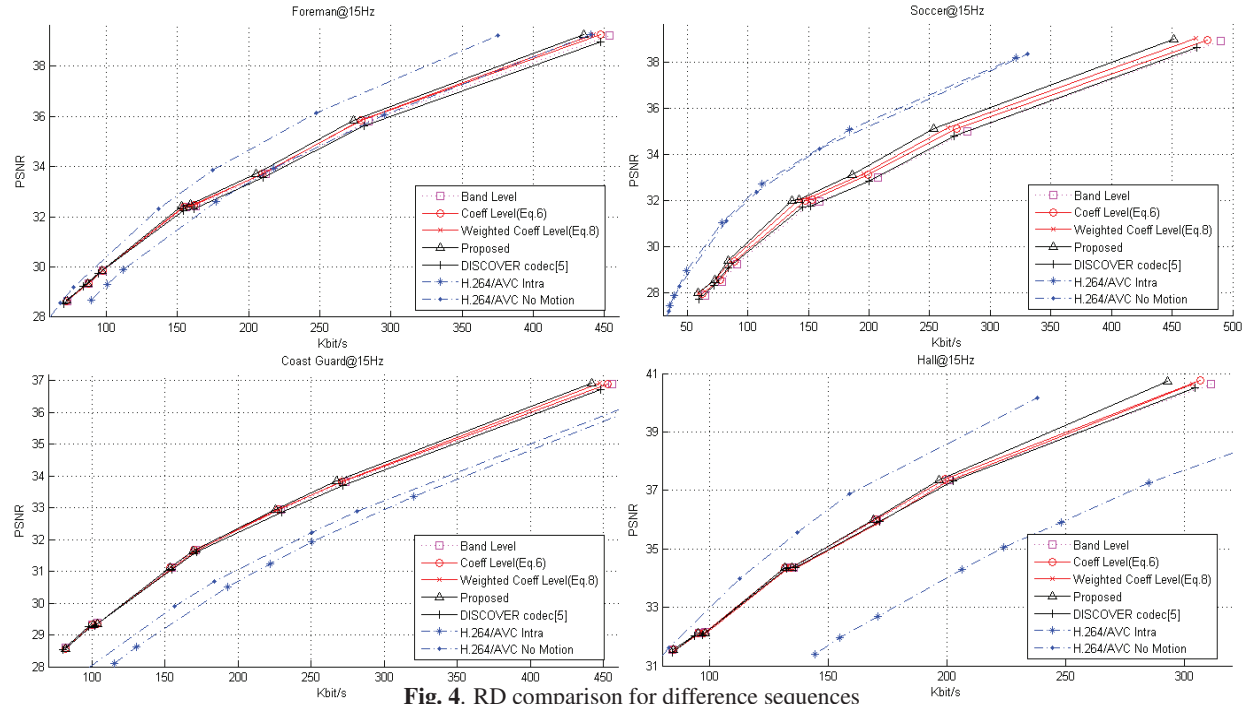 Foreman@15Hz
PSNR
38
36
34
32
30
28
100
150
200
250
300
350
400
450
Kbit/s
Band Level
Coeff Level(Eq.6)
Weighted Coeff Level(Eq.8)
Proposed
DISCOVER codec[5]
H.264/AVC Intra
H.264/AVC No Motion
Soccer@15Hz
PSNR
38
36
34
32
30
28
50
100
150
200
250
300
350
400
450
500
Kbit/s
Band Level
Coeff Level(Eq.6)
Weighted Coeff Level(Eq.8)
Proposed
DISCOVER codec[5]
H.264/AVC Intra
H.264/AVC No Motion
Coast Guard@15Hz
PSNR
37
36
35
34
33
32
31
30
29
28
100
150
200
250
300
350
400
450
Kbit/s
Band Level
Coeff Level(Eq.6)
Weighted Coeff Level(Eq.8)
Proposed
DISCOVER codec[5]
H.264/AVC Intra
H.264/AVC No Motion
Hall@15Hz
PSNR
41
39
37
35
33
31
100
150
200
250
300
Kbit/s
Band Level
Coeff Level(Eq.6)
Weighted Coeff Level(Eq.8)
Proposed
DISCOVER codec[5]
H.264/AVC Intra
H.264/AVC No Motion
Fig. 4. RD comparison for difference sequences